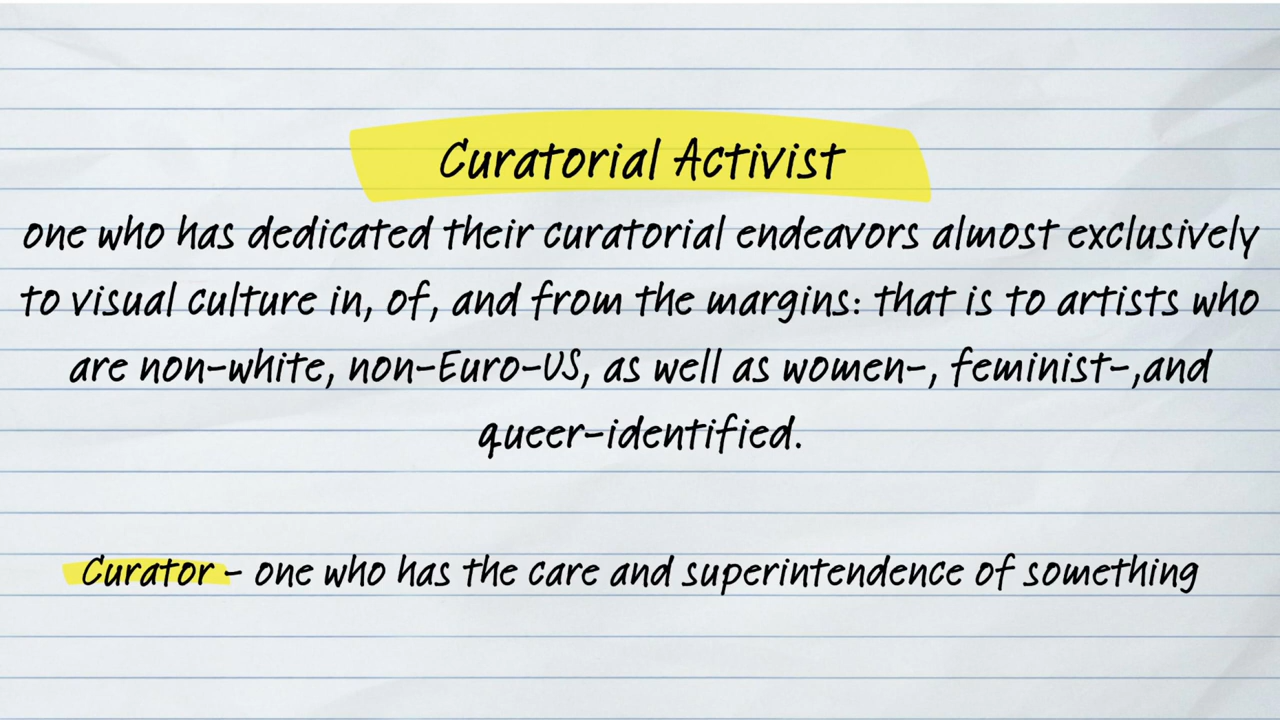 Curatorial Activist
one who has dedicated their curatorial endeavors almost exclusively
to visual culture in, of, and from the margins: that is to artists who
are non-white, non-Euro-US, as well as women-, feminist-,and
queer-identified.
Curator - one who has the care and superintendence of something